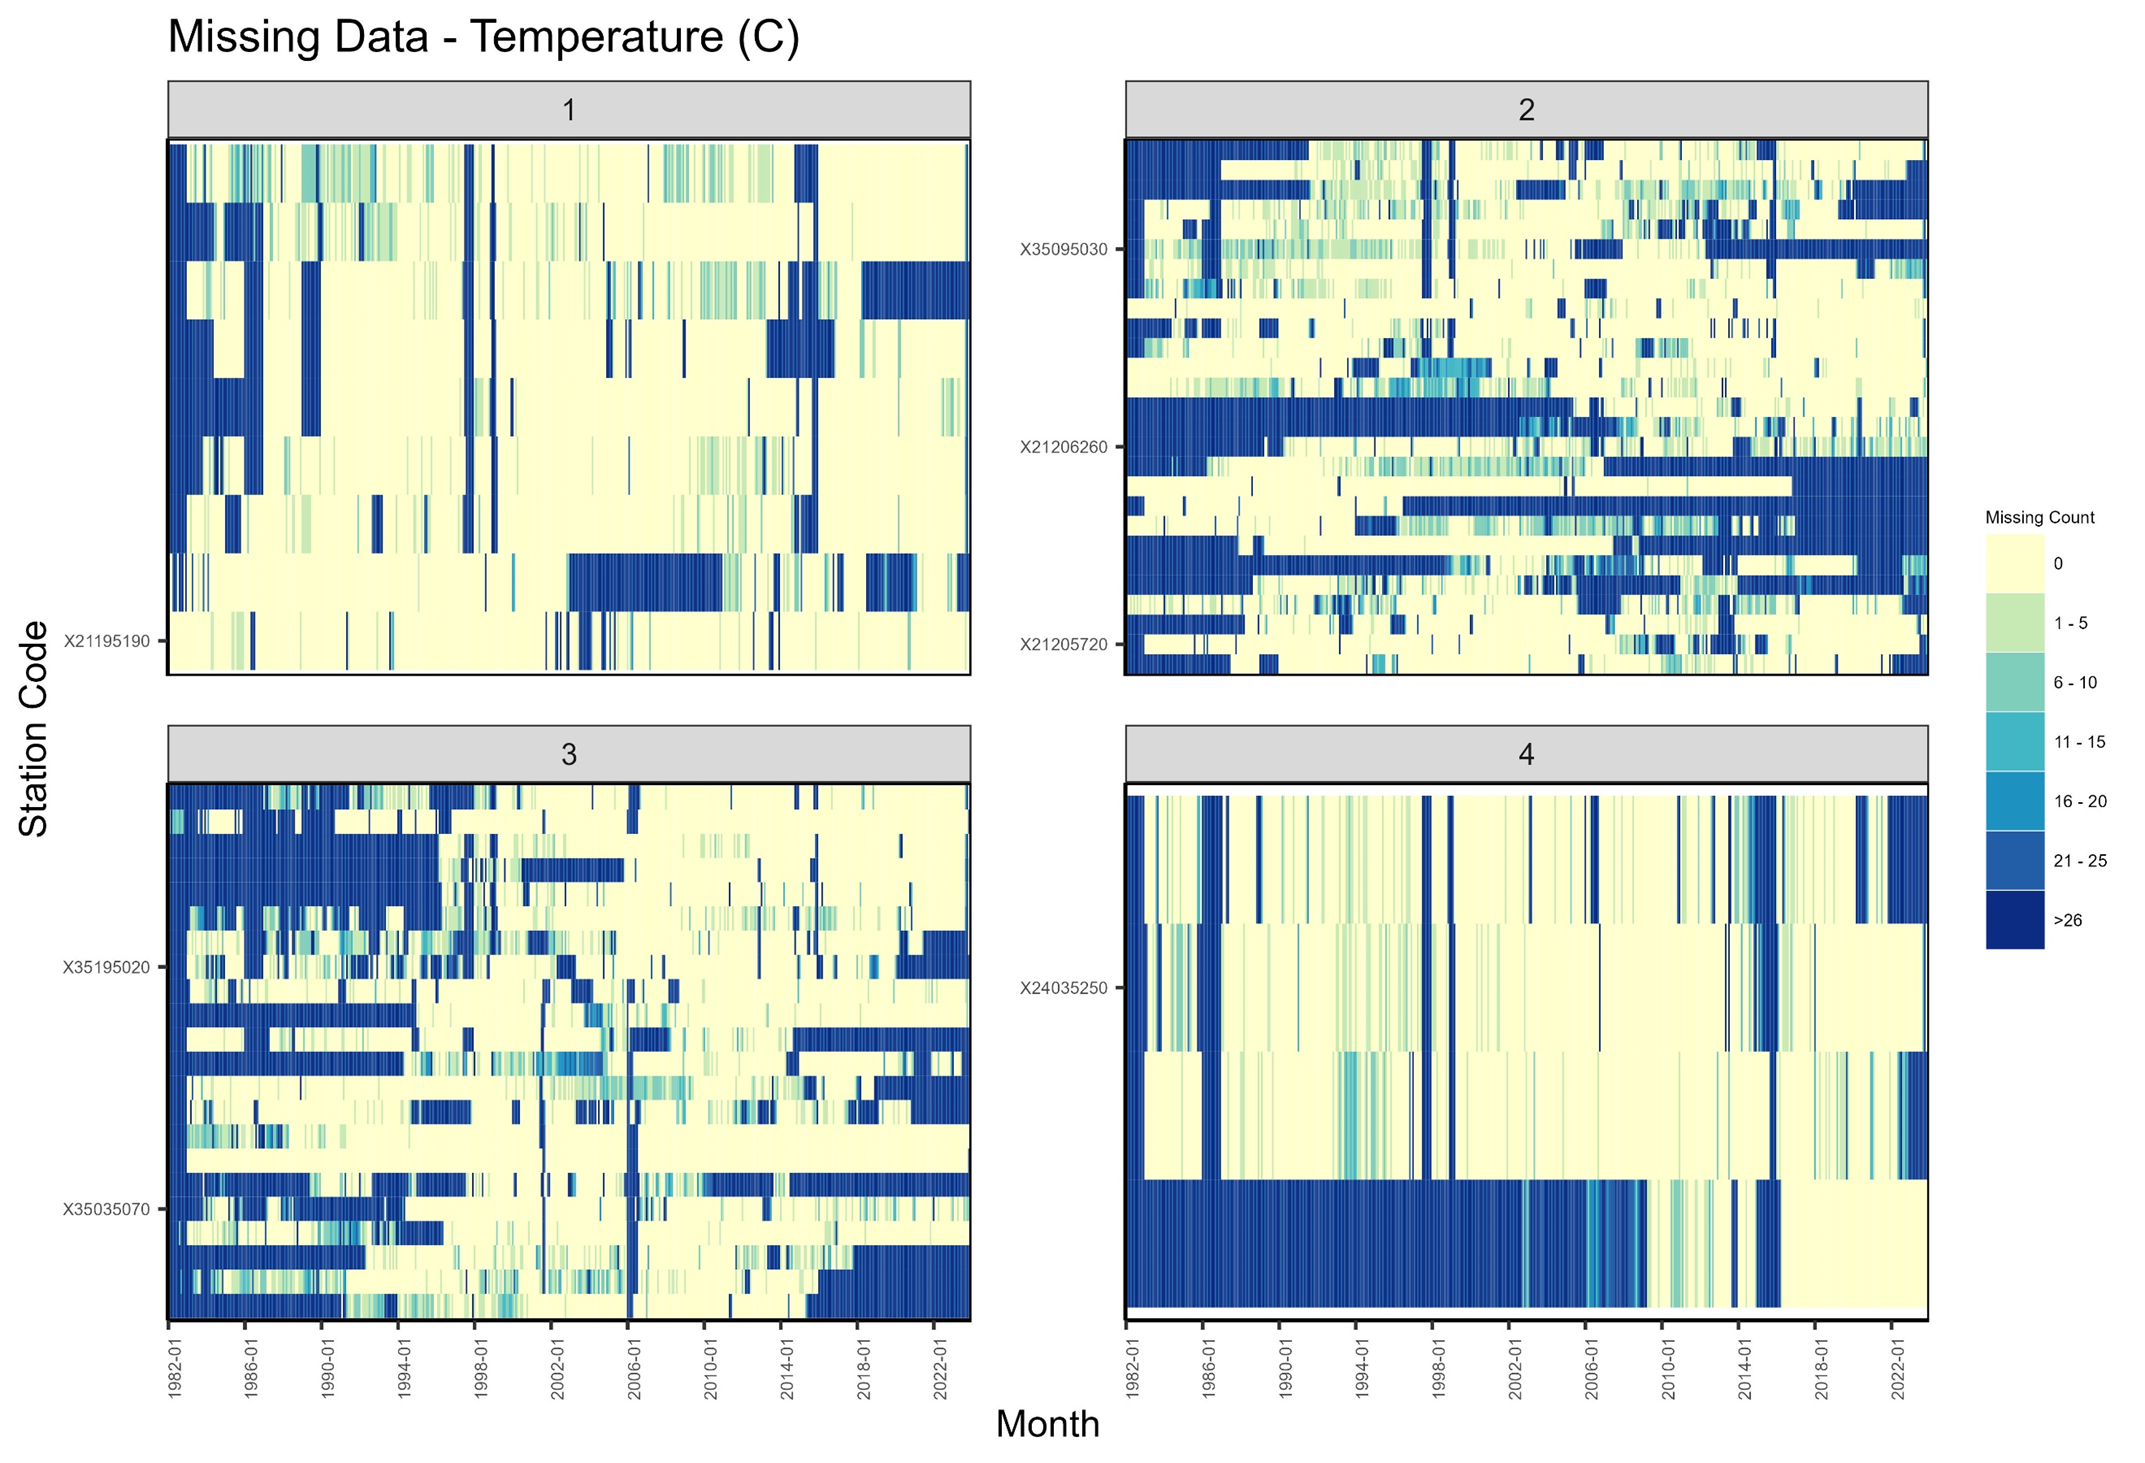 Missing Data - Temperature (C)
1
2
X21195190
X35095030
X21206260
X21205720
3
4
X35195020
X35035070
X24035250
1982-01
1986-01
1990-01
1994-01
1998-01
2002-01
2006-01
2010-01
2014-01
2018-01
2022-01
1982-01
1986-01
1990-01
1994-01
1998-01
2002-01
2006-01
2010-01
2014-01
2018-01
2022-01
Station Code
Month
Missing Count
0
1 - 5
6 - 10
11 - 15
16 - 20
21 - 25
>26